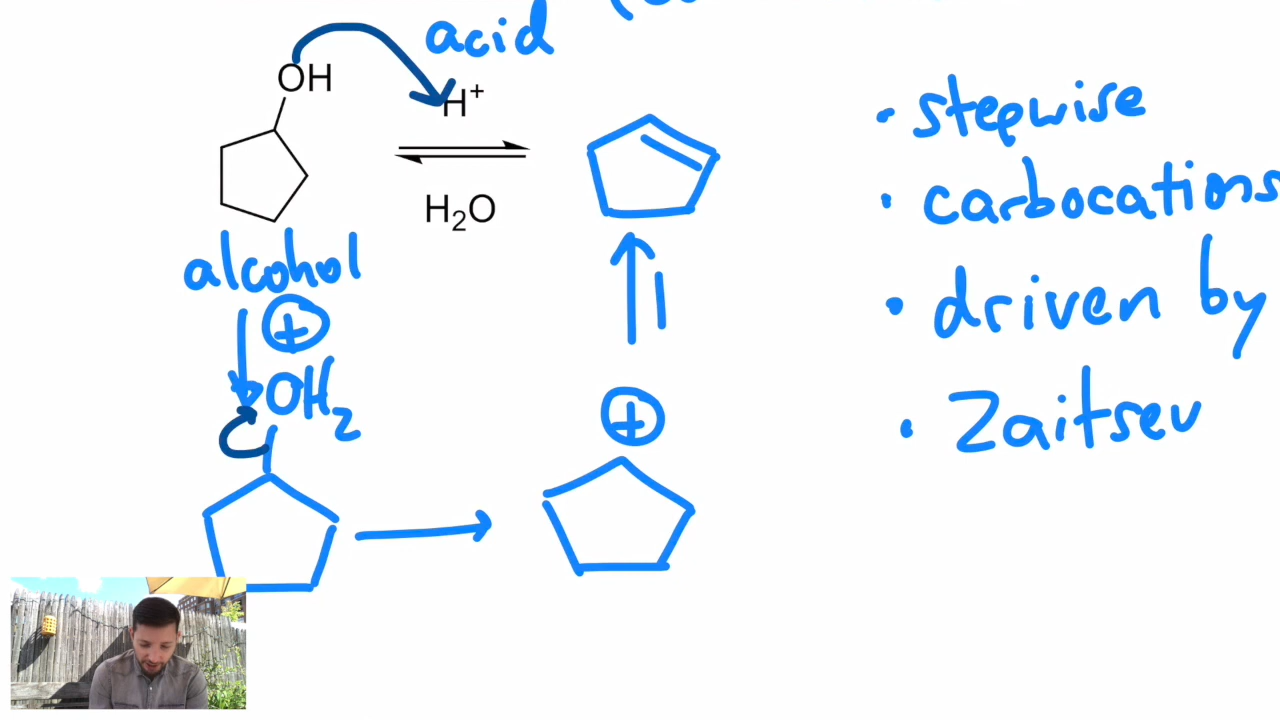 acid
OH
H+
H2O
alcohol
+
OH2
+
• stepwise
• carbocations
• driven by
• Zaitsev